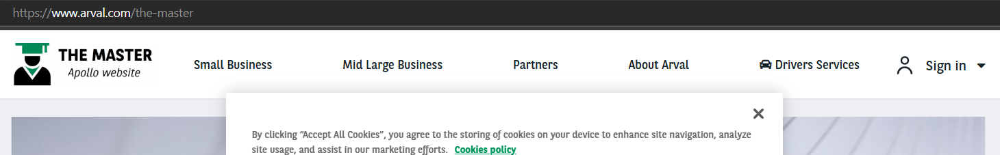 https://www.arval.com/the-master
THE MASTER
Apollo website
Small Business
Mid Large Business
Partners
About Arval
Drivers Services
Sign in
By clicking “Accept All Cookies”, you agree to the storing of cookies on your device to enhance site navigation, analyze
site usage, and assist in our marketing efforts. Cookies policy